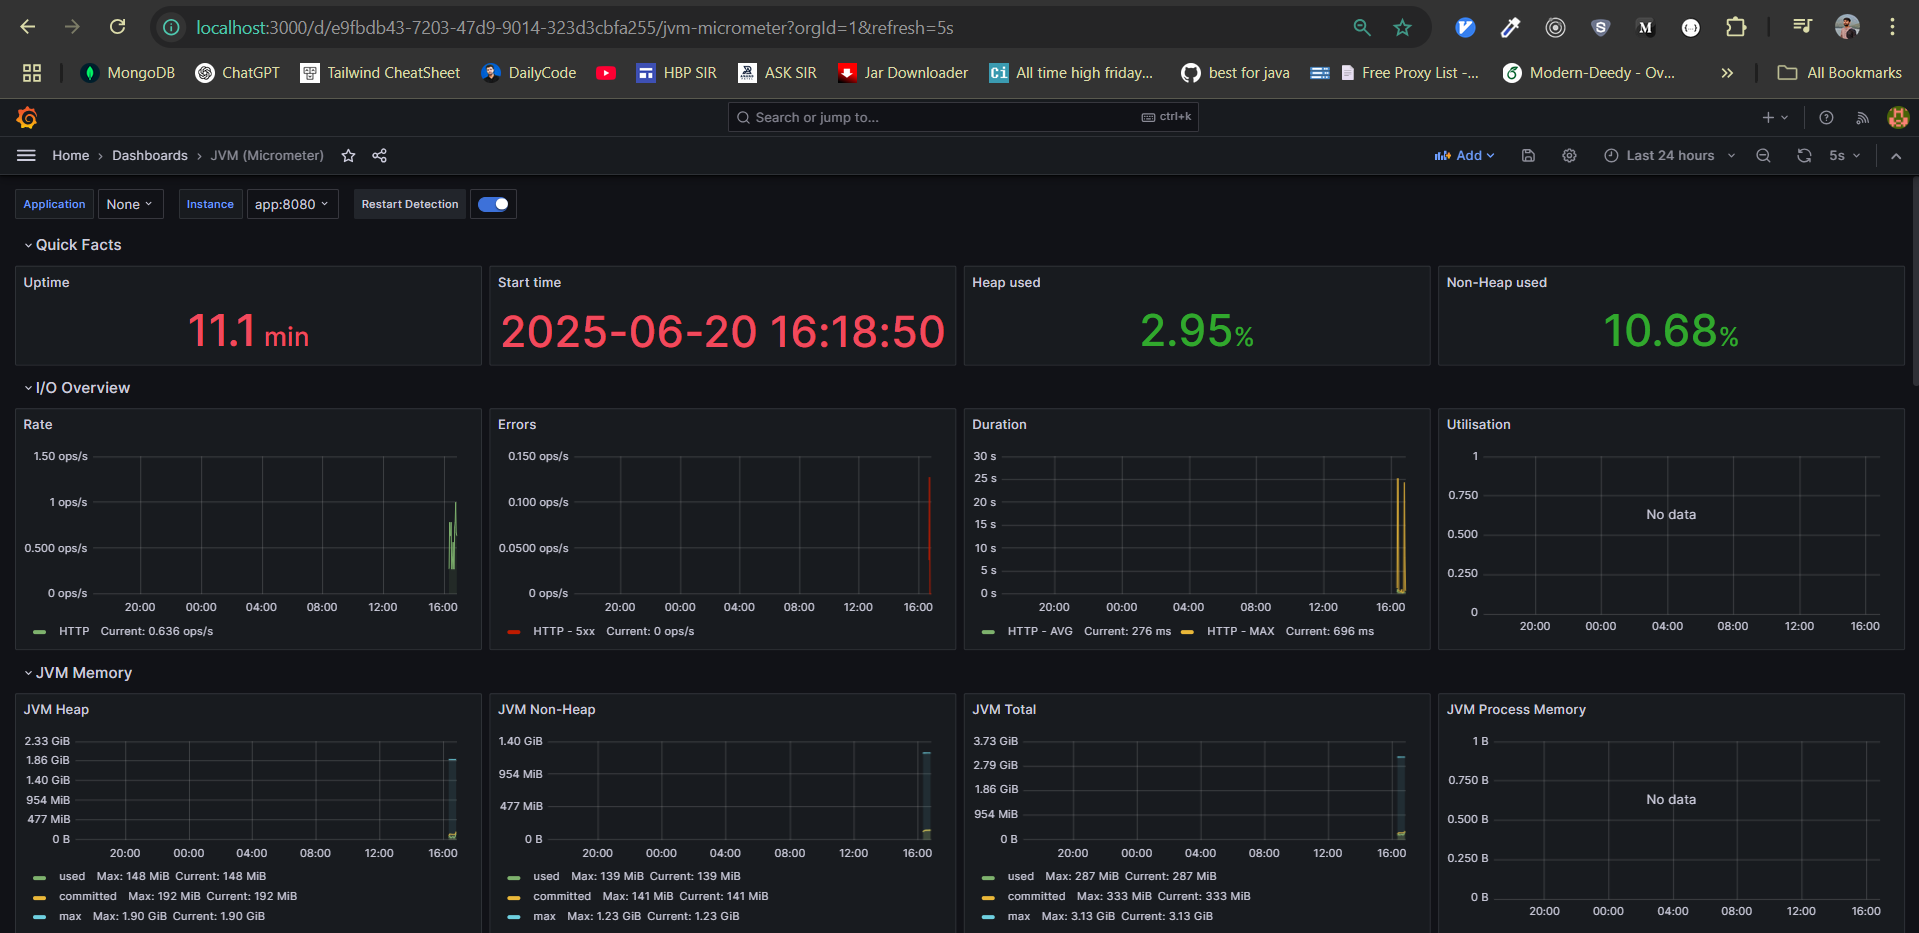 localhost:3000/d/e9fbdb43-7203-47d9-9014-323d3cbfa255/jvm-micrometer?orgId=1&refresh=5s
MongoDB ChatGPT Tailwind CheatSheet DailyCode HBP SIR ASK SIR Jar Downloader Ci All time high friday... best for java Free Proxy List -... Modern-Deedy - Ov... » All Bookmarks
Search or jump to... ctrl+k
Home › Dashboards › JVM (Micrometer) Add Last 24 hours 5s
Application None Instance app:8080 Restart Detection
Quick Facts
Uptime Start time Heap used Non-Heap used
11.1 min 2025-06-20 16:18:50 2.95% 10.68%
I/O Overview
Rate
1.50 ops/s
1 ops/s
0.500 ops/s
0 ops/s
20:00 00:00 04:00 08:00 12:00 16:00
HTTP Current: 0.636 ops/s
Errors
0.150 ops/s
0.100 ops/s
0.0500 ops/s
0 ops/s
20:00 00:00 04:00 08:00 12:00 16:00
HTTP - 5xx Current: 0 ops/s
Duration
30 s
25 s
20 s
15 s
10 s
5 s
0 s
20:00 00:00 04:00 08:00 12:00 16:00
HTTP - AVG Current: 276 ms HTTP - MAX Current: 696 ms
Utilisation
1
0.750
0.500
0.250
0
No data
20:00 00:00 04:00 08:00 12:00 16:00
JVM Memory
JVM Heap
2.33 GiB
1.86 GiB
1.40 GiB
954 MiB
477 MiB
0 B
20:00 00:00 04:00 08:00 12:00 16:00
used Max: 148 MiB Current: 148 MiB
committed Max: 192 MiB Current: 192 MiB
max Max: 1.90 GiB Current: 1.90 GiB
JVM Non-Heap
1.40 GiB
954 MiB
477 MiB
0 B
20:00 00:00 04:00 08:00 12:00 16:00
used Max: 139 MiB Current: 139 MiB
committed Max: 141 MiB Current: 141 MiB
max Max: 1.23 GiB Current: 1.23 GiB
JVM Total
3.73 GiB
2.79 GiB
1.86 GiB
954 MiB
0 B
20:00 00:00 04:00 08:00 12:00 16:00
used Max: 287 MiB Current: 287 MiB
committed Max: 333 MiB Current: 333 MiB
max Max: 3.13 GiB Current: 3.13 GiB
JVM Process Memory
1 B
0.750 B
0.500 B
0.250 B
0 B
No data
20:00 00:00 04:00 08:00 12:00 16:00